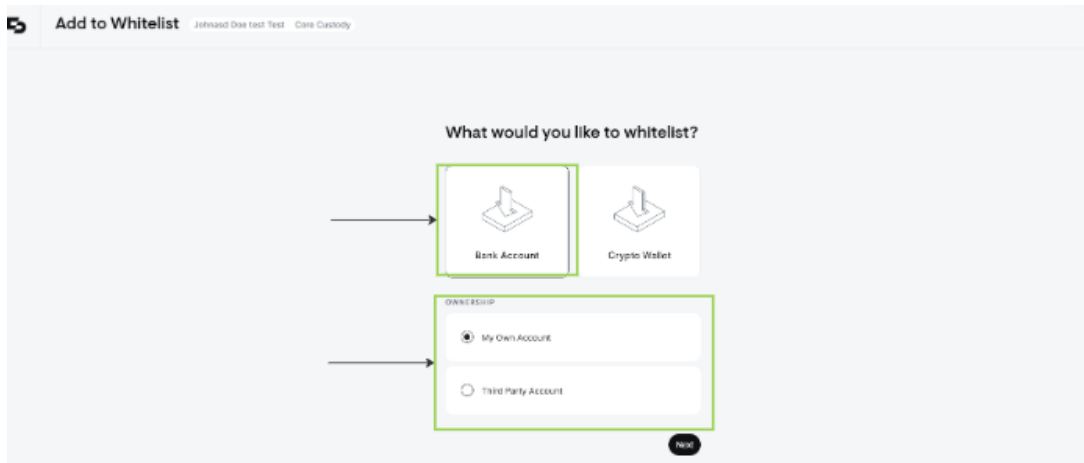 Add to Whitelist Johnasd Doe test Test Core Custody
What would you like to whitelist?
Bank Account Crypto Wallet
OWNERSHIP
My Own Account
Third Party Account
Next